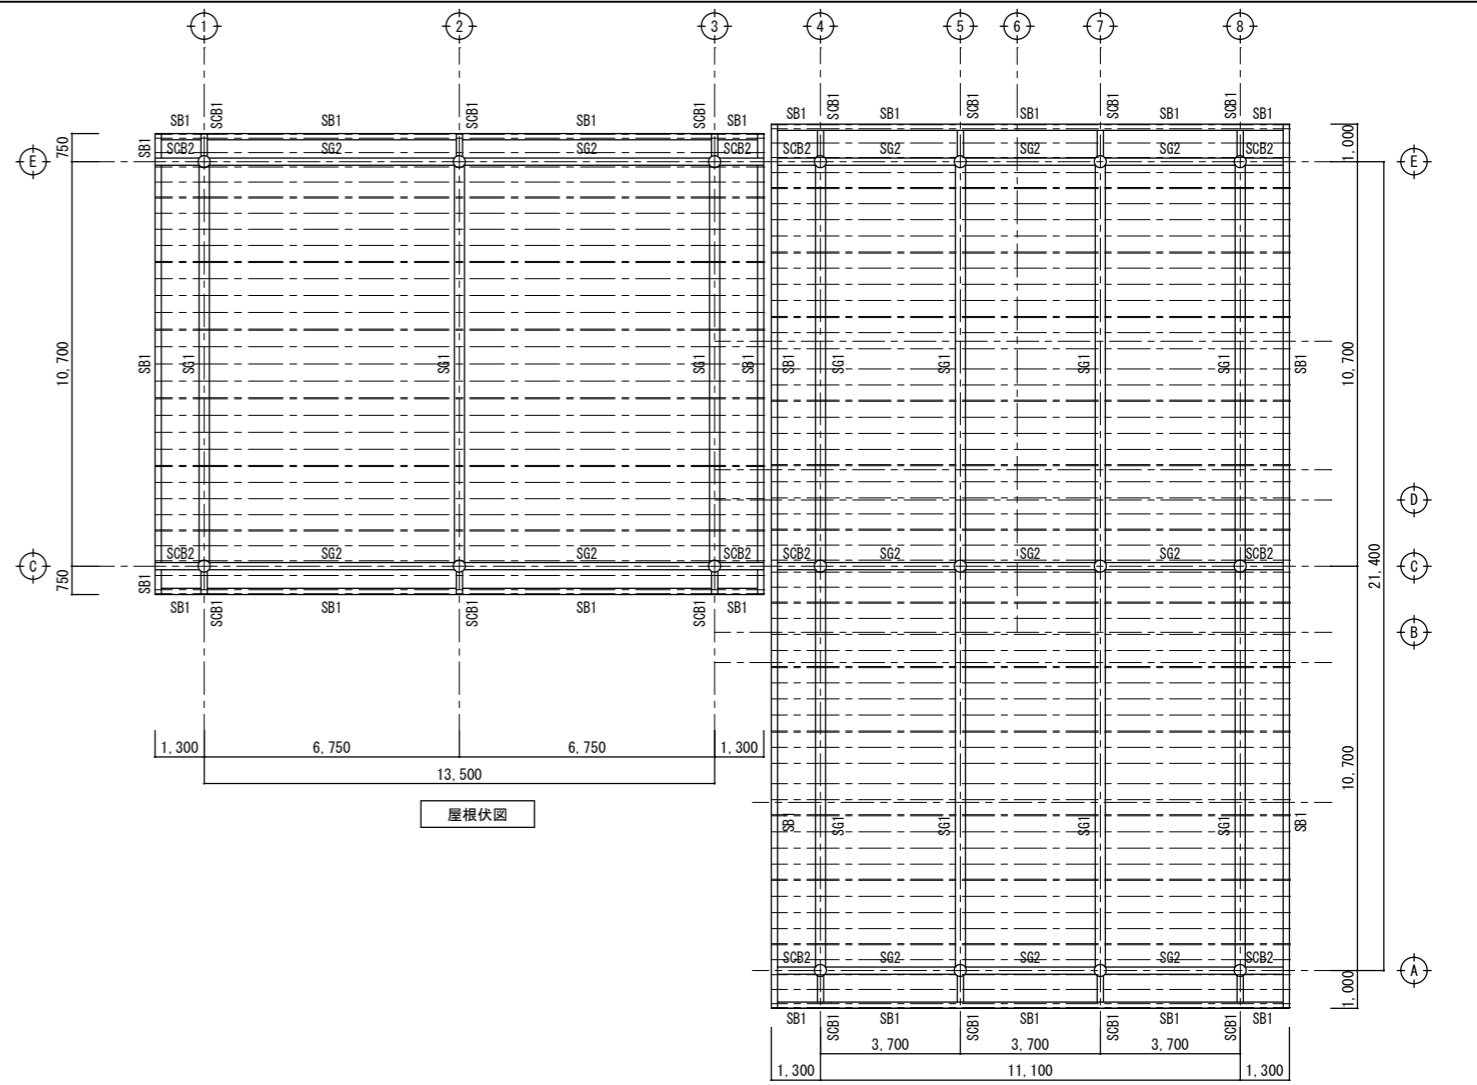 1 2 3 4 5 6 7 8
SB1 SCB1 SB1 SCB1 SB1 SCB1 SB1
SB1 SCB1 SB1 SCB1 SB1 SCB1 SB1 SCB1 SB1
750
SB1
SCB2 SG2 SG2 SCB2
SCB2 SG2 SG2 SG2 SCB2
1,000
E
E
10,700
SB1 SG1 SG1 SG1 SB1
SB1 SG1 SG1 SG1 SG1 SB1
10,700
D
SCB2 SG2 SG2 SCB2
SCB2 SG2 SG2 SG2 SCB2
C
C
21,400
750
SB1
SB1 SCB1 SB1 SCB1 SB1 SCB1 SB1
B
1,300 6,750 6,750 1,300
13,500
屋根伏図
10,700
SB1 SG1 SG1 SG1 SG1 SB1
SCB2 SG2 SG2 SG2 SCB2
A
1,000
SB1 SCB1 SB1 SCB1 SB1 SCB1 SB1 SCB1 SB1
3,700 3,700 3,700
1,300 11,100 1,300